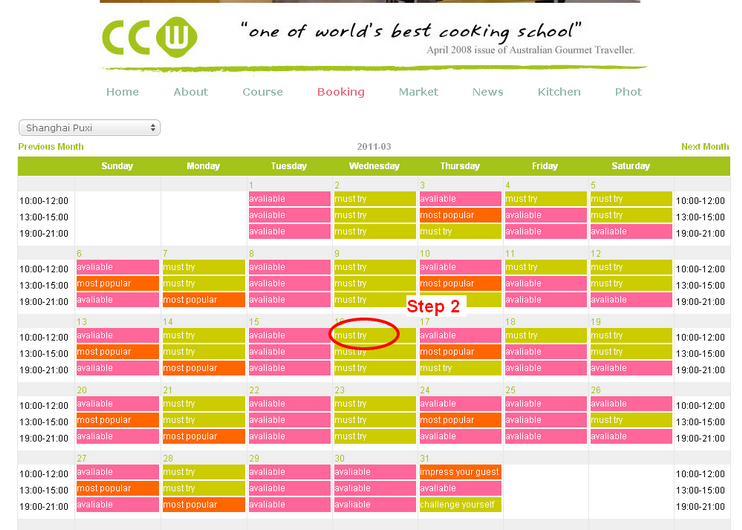 CCW
“one of world's best cooking school”
April 2008 issue of Australian Gourmet Traveller.
Home About Course Booking Market News Kitchen Phot
Shanghai Puxi
Previous Month 2011-03 Next Month
Sunday Monday Tuesday Wednesday Thursday Friday Saturday
1 2 3 4 5
10:00-12:00 avaliable must try avaliable must try must try 10:00-12:00
13:00-15:00 avaliable must try most popular avaliable must try 13:00-15:00
19:00-21:00 avaliable must try must try avaliable avaliable 19:00-21:00
6 7 8 9 10 11 12
10:00-12:00 avaliable must try avaliable must try avaliable must try must try 10:00-12:00
13:00-15:00 most popular must try avaliable must try most popular avaliable must try 13:00-15:00
19:00-21:00 avaliable most popular avaliable must try avaliable avaliable 19:00-21:00
Step 2
13 14 15 16 17 18 19
10:00-12:00 avaliable must try avaliable must try avaliable must try must try 10:00-12:00
13:00-15:00 most popular must try avaliable must try most popular avaliable must try 13:00-15:00
19:00-21:00 avaliable most popular avaliable must try must try avaliable avaliable 19:00-21:00
20 21 22 23 24 25 26
10:00-12:00 avaliable must try avaliable must try avaliable avaliable avaliable 10:00-12:00
13:00-15:00 most popular must try avaliable must try most popular avaliable must try 13:00-15:00
19:00-21:00 avaliable most popular avaliable must try avaliable avaliable avaliable 19:00-21:00
27 28 29 30 31
10:00-12:00 avaliable must try avaliable avaliable impress your guest 10:00-12:00
13:00-15:00 most popular must try avaliable avaliable avaliable 13:00-15:00
19:00-21:00 avaliable most popular avaliable avaliable challenge yourself 19:00-21:00